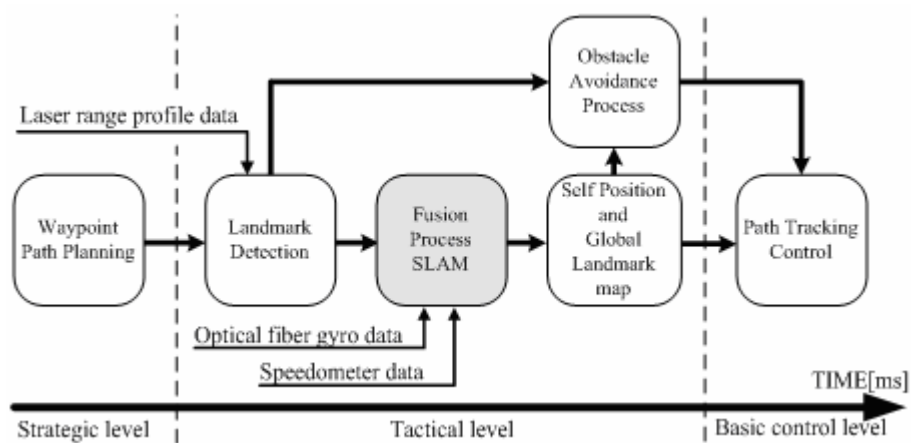 Obstacle
Avoidance
Process
Laser range profile data
Waypoint
Path Planning
Landmark
Detection
Fusion
Process
SLAM
Self Position
and
Global
Landmark
map
Path Tracking
Control
Optical fiber gyro data
Speedometer data
TIME[ms]
Strategic level
Tactical level
Basic control level